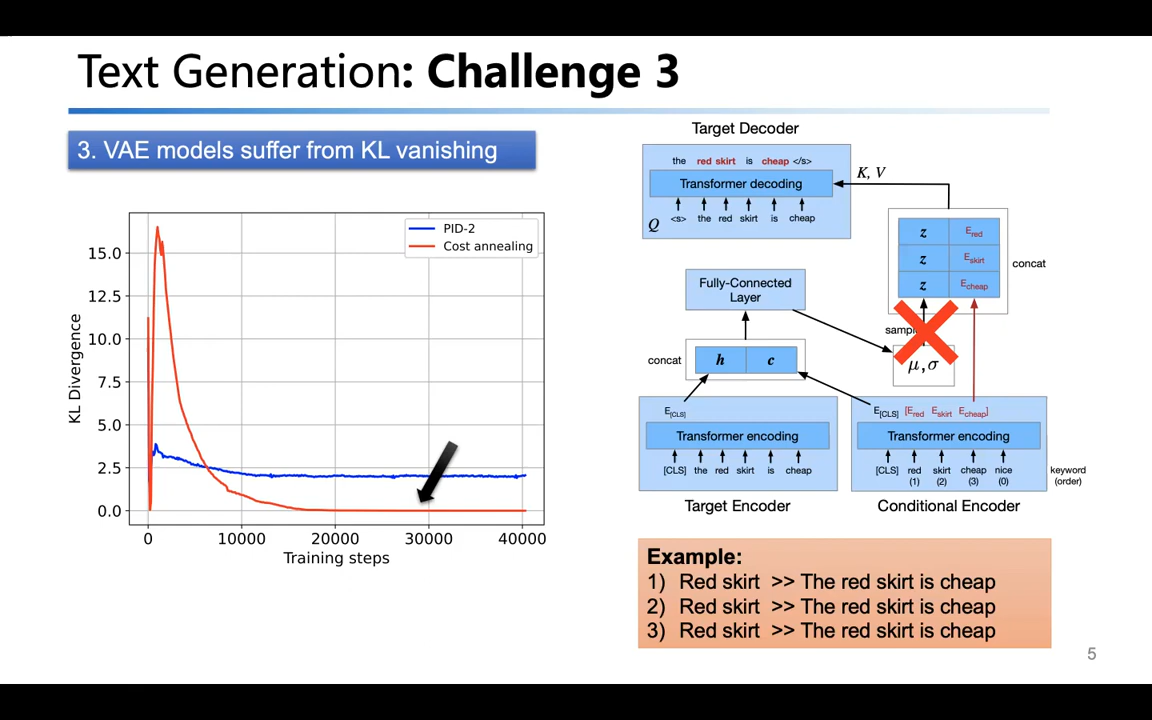 Text Generation: Challenge 3
3. VAE models suffer from KL vanishing
PID-2
Cost annealing
KL Divergence
15.0
12.5
10.0
7.5
5.0
2.5
0.0
0 10000 20000 30000 40000
Training steps
Target Decoder
the red skirt is cheap </s>
Transformer decoding
Q <s> the red skirt is cheap
K, V
z E_red
z E_skirt
z E_cheap
concat
Fully-Connected
Layer
concat h c
μ, σ
E_[CLS]
Transformer encoding
[CLS] the red skirt is cheap
Target Encoder
E_[CLS] [E_red E_skirt E_cheap]
Transformer encoding
[CLS] red skirt cheap nice keyword
(1) (2) (3) (0) (order)
Conditional Encoder
Example:
1) Red skirt >> The red skirt is cheap
2) Red skirt >> The red skirt is cheap
3) Red skirt >> The red skirt is cheap
5